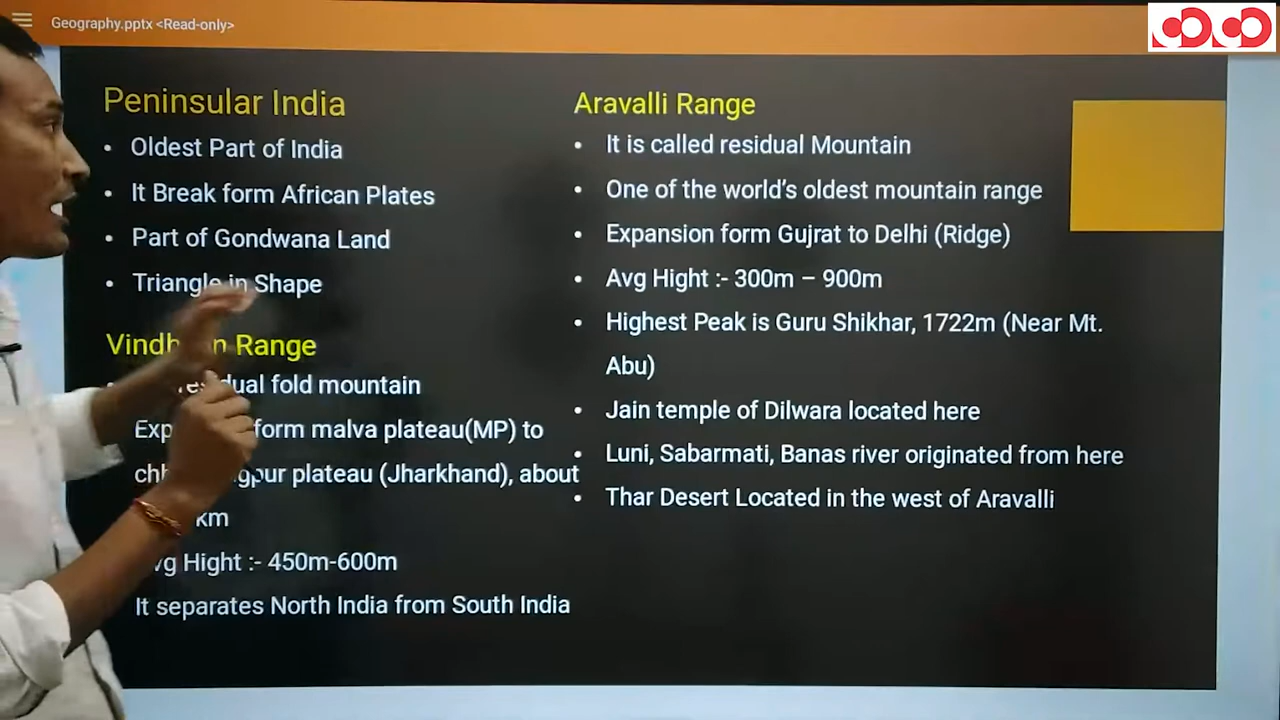 Geography.pptx <Read-only>
Peninsular India
• Oldest Part of India
• It Break form African Plates
• Part of Gondwana Land
• Triangle in Shape
Range
fold mountain
form malva plateau(MP) to
plateau (Jharkhand), about
km
Hight :- 450m-600m
It separates North India from South India
Aravalli Range
• It is called residual Mountain
• One of the world's oldest mountain range
• Expansion form Gujrat to Delhi (Ridge)
• Avg Hight :- 300m – 900m
• Highest Peak is Guru Shikhar, 1722m (Near Mt.
Abu)
• Jain temple of Dilwara located here
• Luni, Sabarmati, Banas river originated from here
• Thar Desert Located in the west of Aravalli